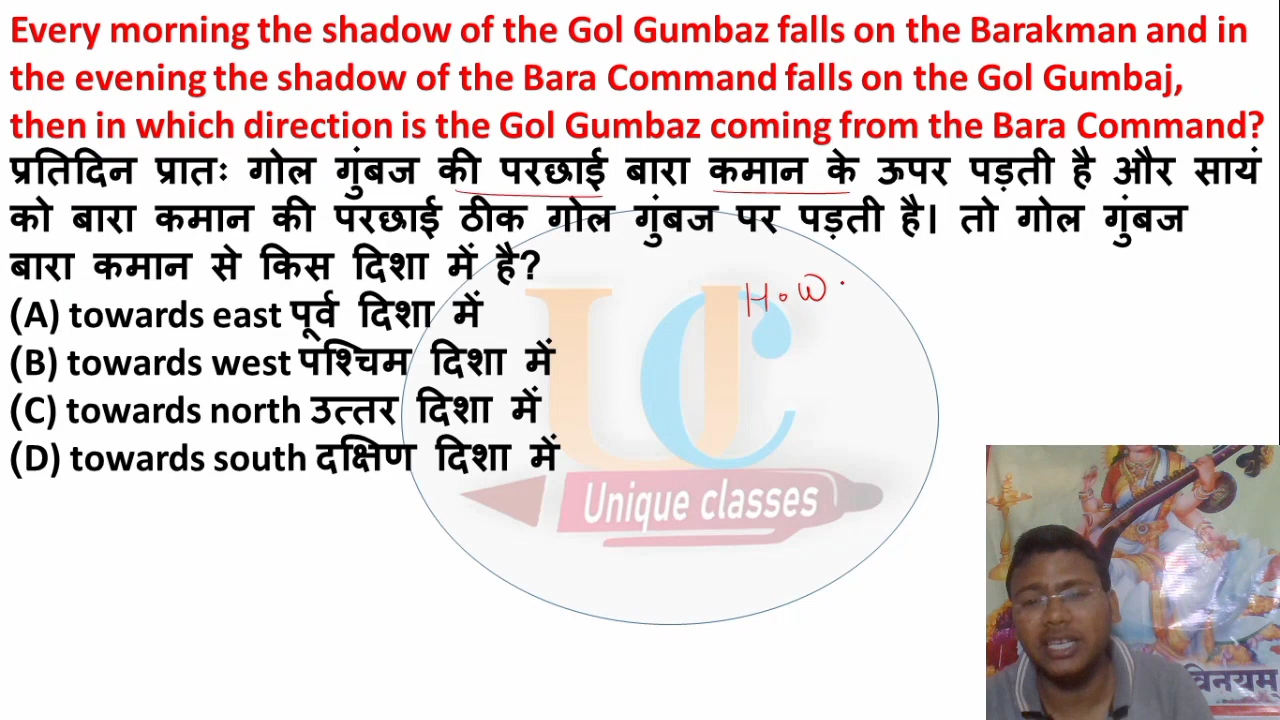 Every morning the shadow of the Gol Gumbaz falls on the Barakman and in
the evening the shadow of the Bara Command falls on the Gol Gumbaj,
then in which direction is the Gol Gumbaz coming from the Bara Command?
प्रतिदिन प्रातः गोल गुंबज की परछाई बारा कमान के ऊपर पड़ती है और सायं
को बारा कमान की परछाई ठीक गोल गुंबज पर पड़ती है। तो गोल गुंबज
बारा कमान से किस दिशा में है?
H.W.
(A) towards east पूर्व दिशा में
(B) towards west पश्चिम दिशा में
(C) towards north उत्तर दिशा में
(D) towards south दक्षिण दिशा में
UC
Unique classes
विनयम्